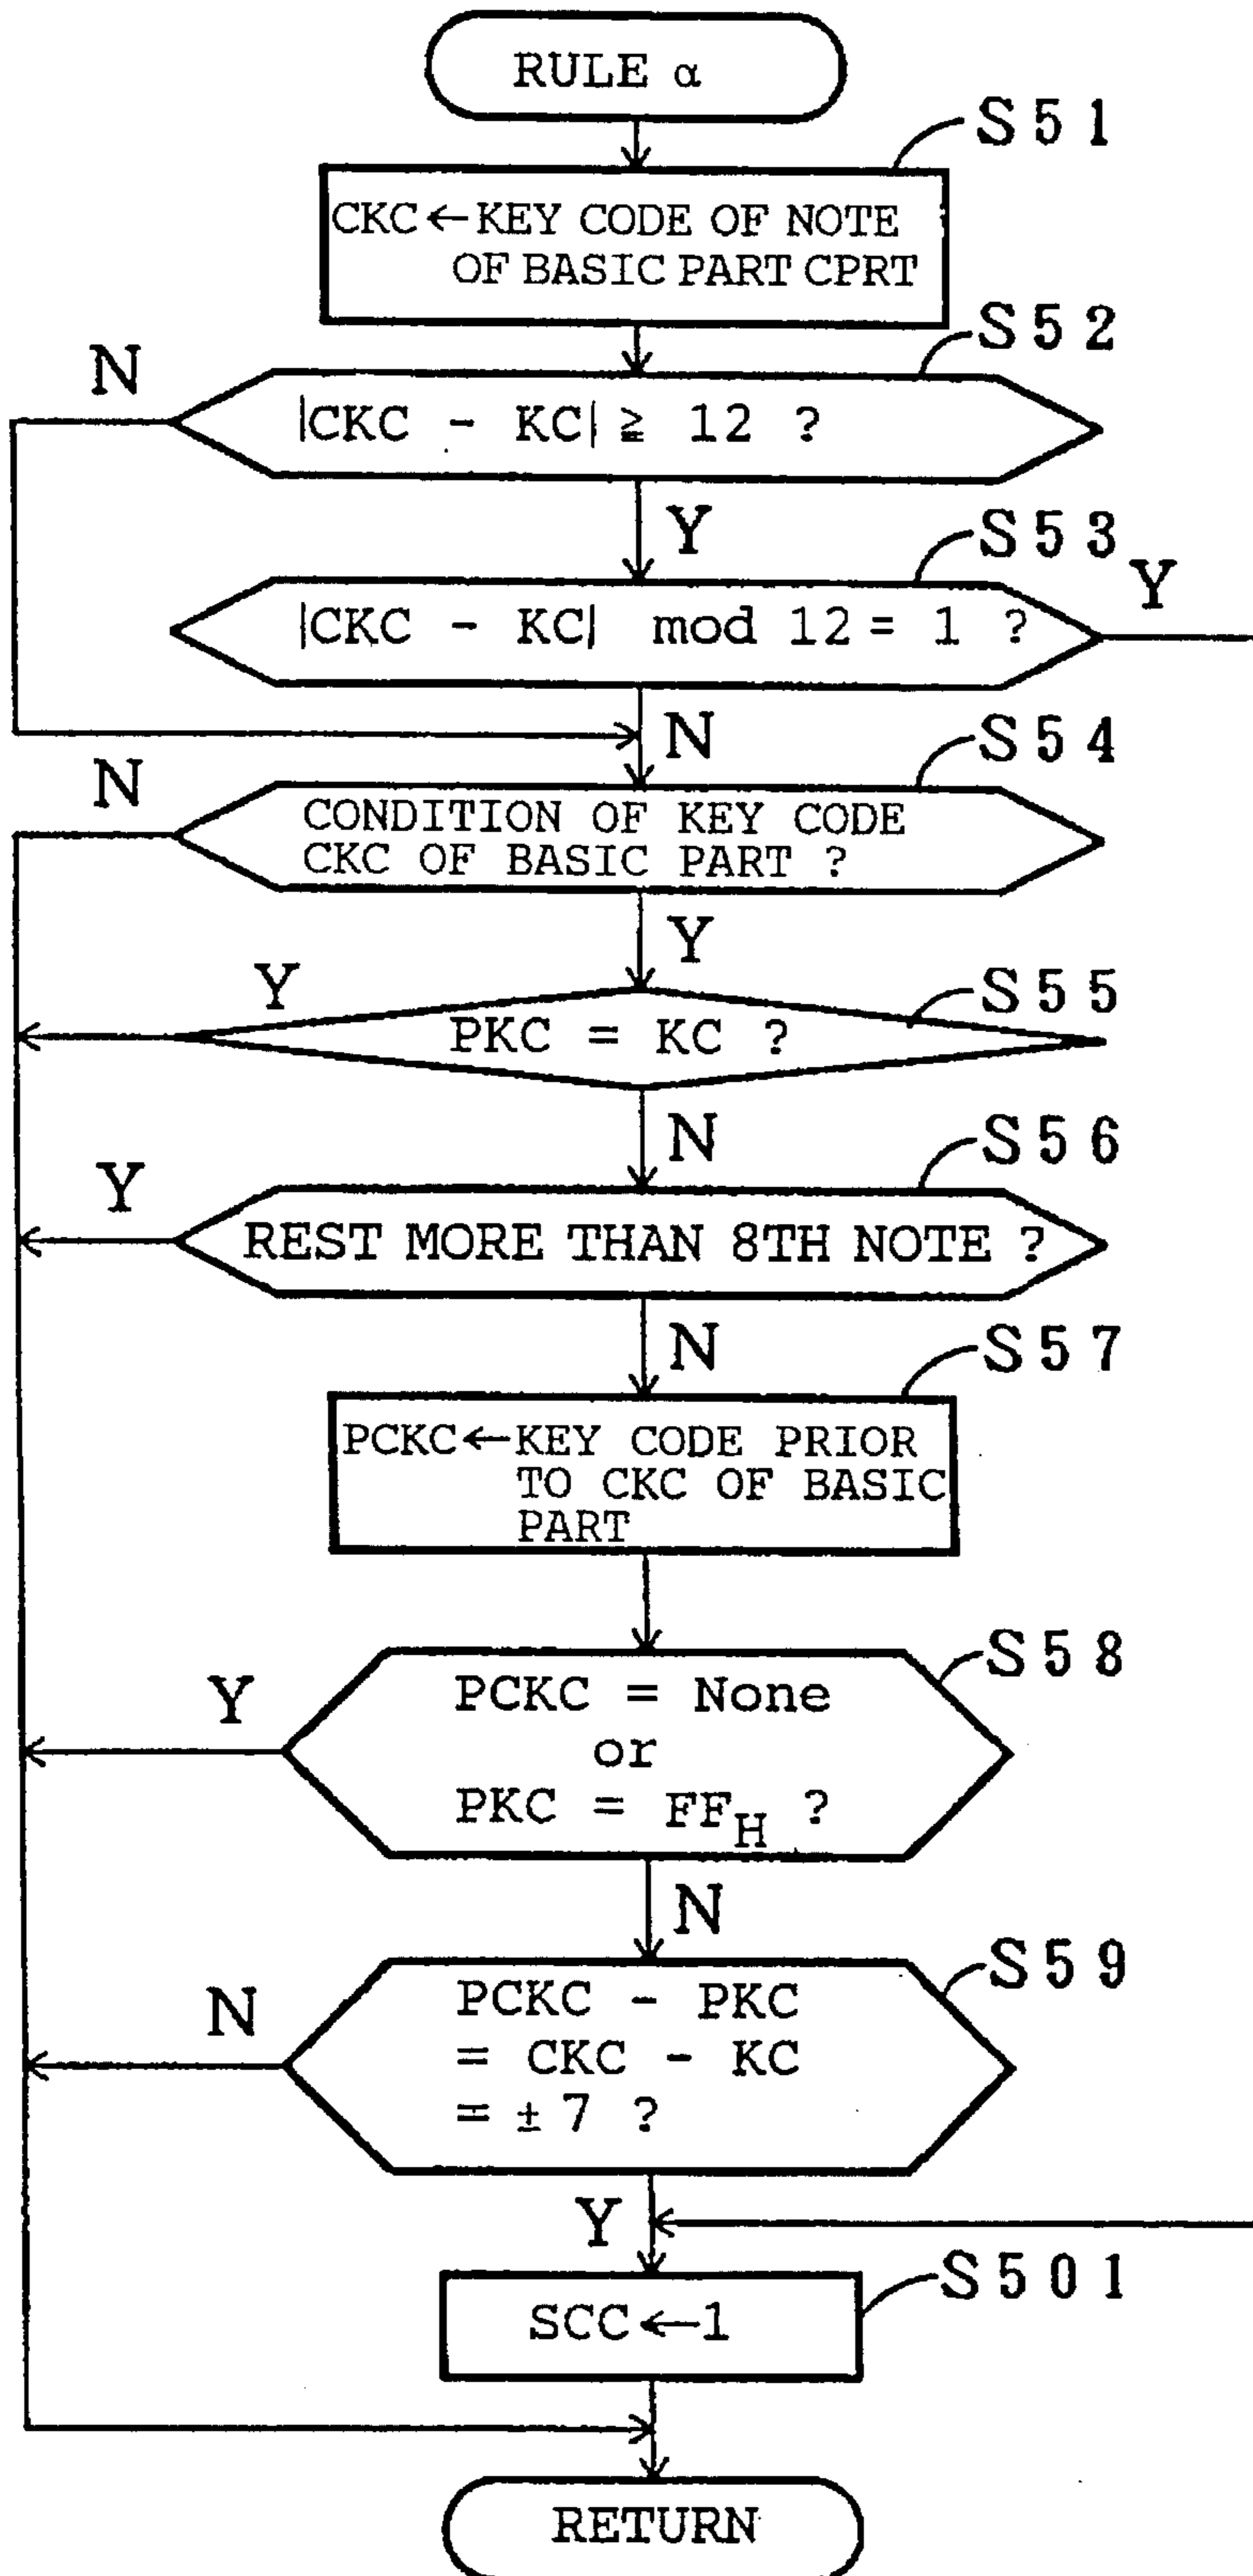 RULE α
S51
CKC←KEY CODE OF NOTE
OF BASIC PART CPRT
S52
N
|CKC - KC| ≧ 12 ?
Y
S53
Y
|CKC - KC| mod 12 = 1 ?
N
S54
N
CONDITION OF KEY CODE
CKC OF BASIC PART ?
Y
S55
Y
PKC = KC ?
N
S56
Y
REST MORE THAN 8TH NOTE ?
N
S57
PCKC←KEY CODE PRIOR
TO CKC OF BASIC
PART
S58
Y
PCKC = None
or
PKC = FFH ?
N
S59
N
PCKC - PKC
= CKC - KC
= ±7 ?
Y
S501
SCC←1
RETURN